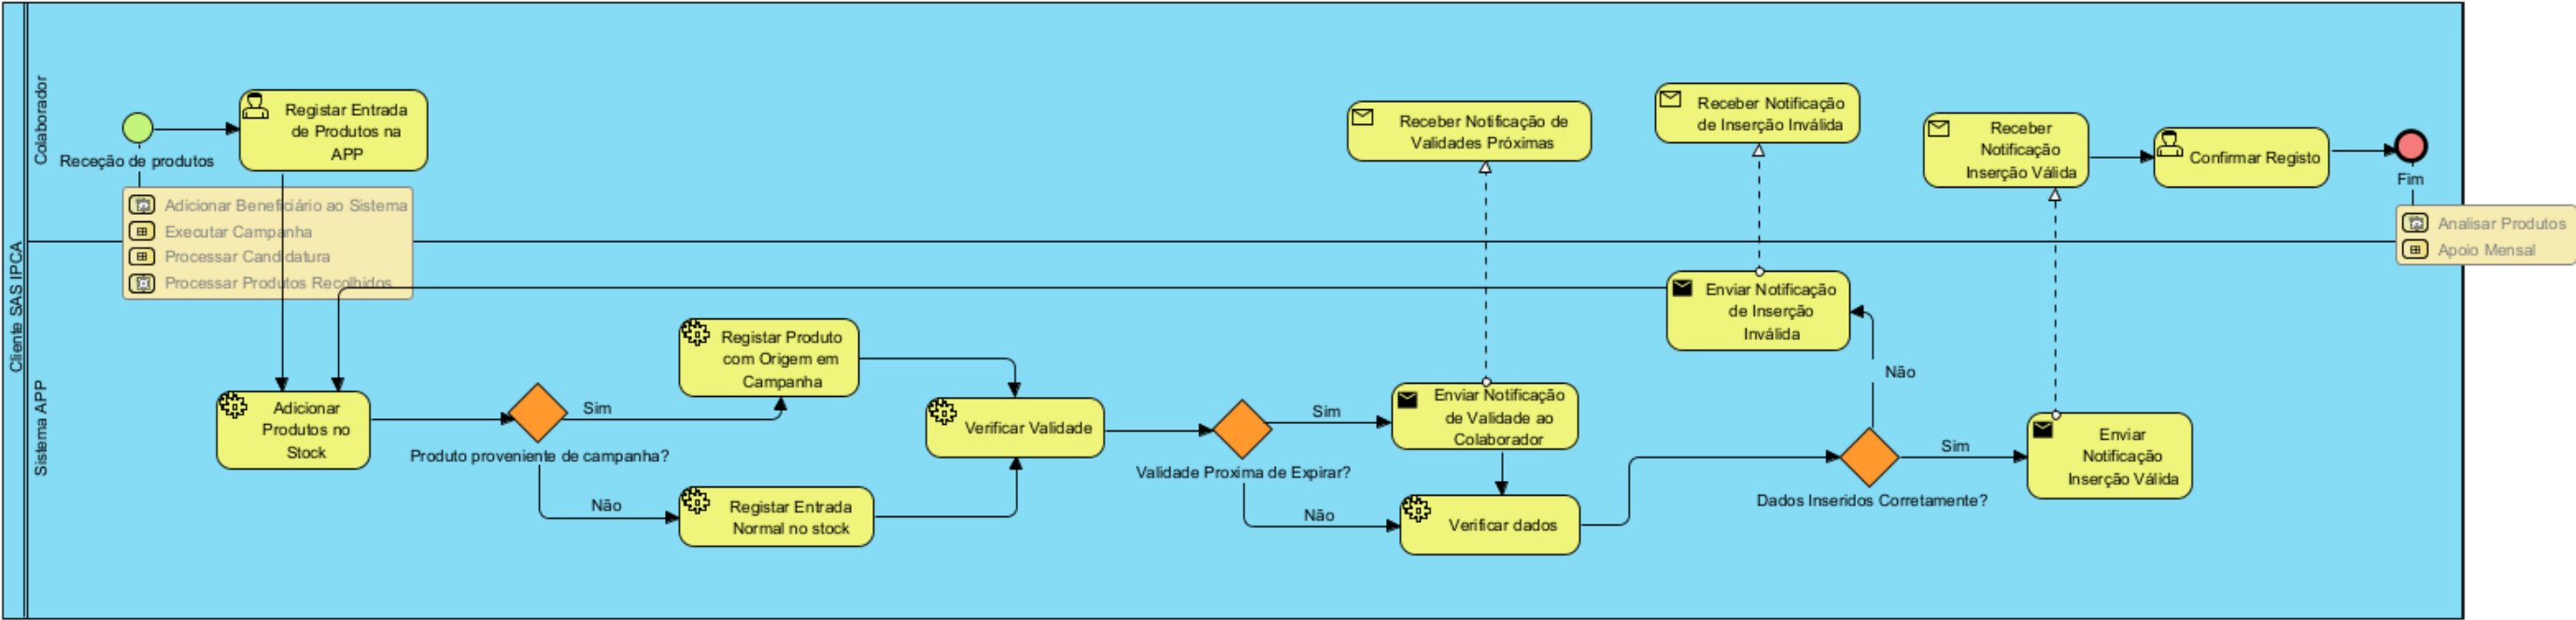 Cliente SAS IPCA
Colaborador
Receção de produtos
Registar Entrada
de Produtos na
APP
Adicionar Beneficiário ao Sistema
Executar Campanha
Processar Candidatura
Processar Produtos Recolhidos
Receber Notificação de
Validades Próximas
Receber Notificação
de Inserção Inválida
Receber
Notificação
Inserção Válida
Confirmar Registo
Fim
Analisar Produtos
Apoio Mensal
Sistema APP
Adicionar
Produtos no
Stock
Produto proveniente de campanha?
Sim
Não
Registar Produto
com Origem em
Campanha
Registar Entrada
Normal no stock
Verificar Validade
Validade Proxima de Expirar?
Sim
Não
Enviar Notificação
de Validade ao
Colaborador
Verificar dados
Enviar Notificação
de Inserção
Inválida
Não
Dados Inseridos Corretamente?
Sim
Enviar
Notificação
Inserção Válida